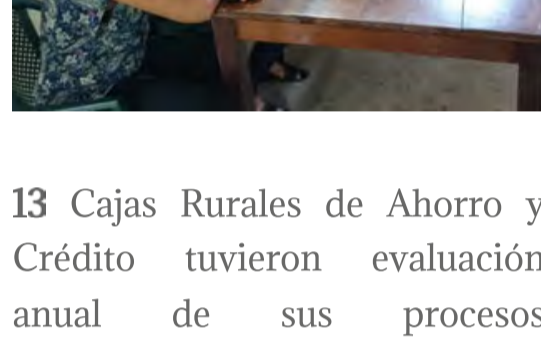 13 Cajas Rurales de Ahorro y
Crédito tuvieron evaluación
anual de sus procesos